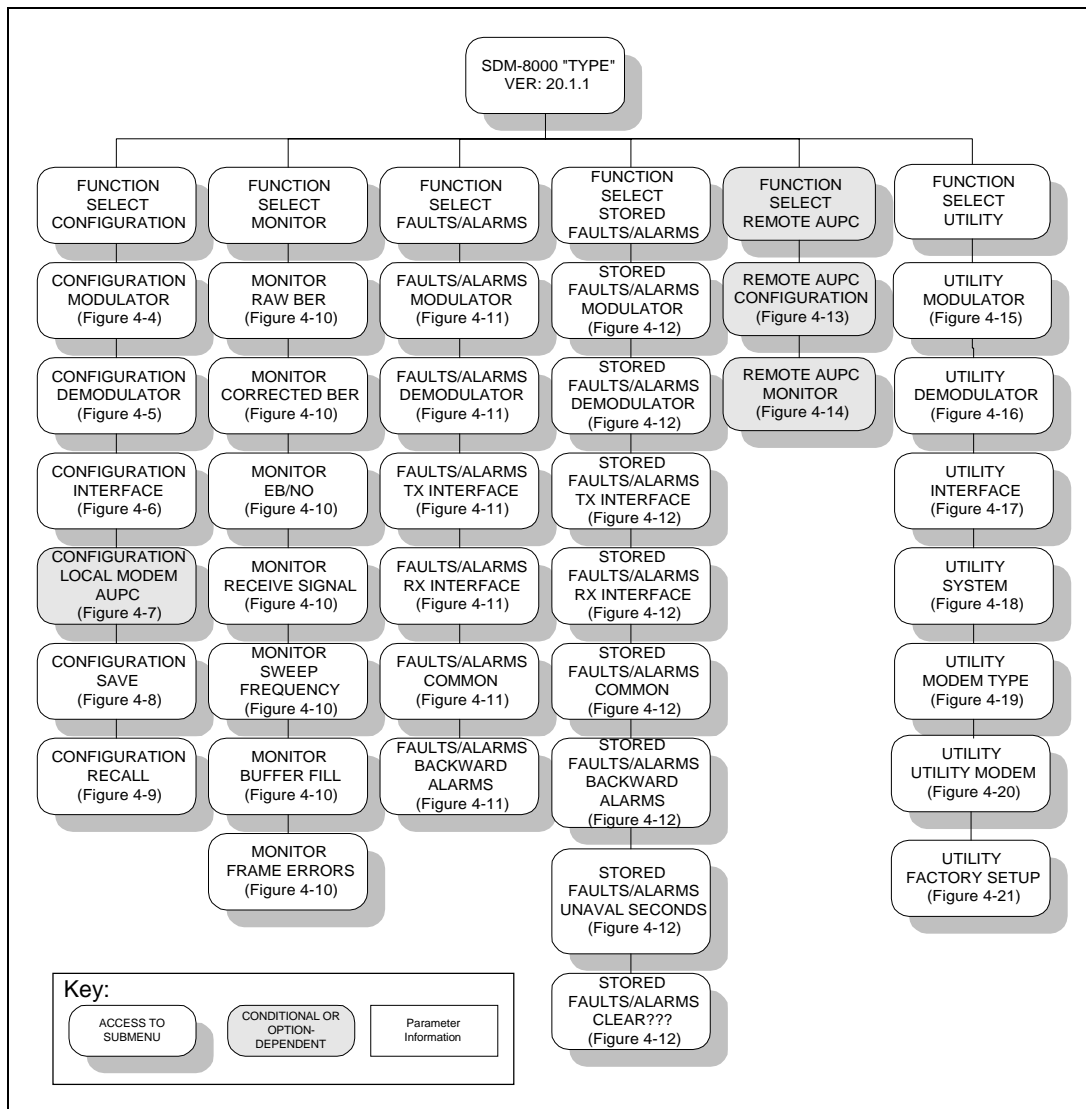 SDM-8000 "TYPE"
VER: 20.1.1
FUNCTION
SELECT
CONFIGURATION
CONFIGURATION
MODULATOR
(Figure 4-4)
CONFIGURATION
DEMODULATOR
(Figure 4-5)
CONFIGURATION
INTERFACE
(Figure 4-6)
CONFIGURATION
LOCAL MODEM
AUPC
(Figure 4-7)
CONFIGURATION
SAVE
(Figure 4-8)
CONFIGURATION
RECALL
(Figure 4-9)
FUNCTION
SELECT
MONITOR
MONITOR
RAW BER
(Figure 4-10)
MONITOR
CORRECTED BER
(Figure 4-10)
MONITOR
EB/NO
(Figure 4-10)
MONITOR
RECEIVE SIGNAL
(Figure 4-10)
MONITOR
SWEEP
FREQUENCY
(Figure 4-10)
MONITOR
BUFFER FILL
(Figure 4-10)
MONITOR
FRAME ERRORS
(Figure 4-10)
FUNCTION
SELECT
FAULTS/ALARMS
FAULTS/ALARMS
MODULATOR
(Figure 4-11)
FAULTS/ALARMS
DEMODULATOR
(Figure 4-11)
FAULTS/ALARMS
TX INTERFACE
(Figure 4-11)
FAULTS/ALARMS
RX INTERFACE
(Figure 4-11)
FAULTS/ALARMS
COMMON
(Figure 4-11)
FAULTS/ALARMS
BACKWARD
ALARMS
(Figure 4-11)
FUNCTION
SELECT
STORED
FAULTS/ALARMS
STORED
FAULTS/ALARMS
MODULATOR
(Figure 4-12)
STORED
FAULTS/ALARMS
DEMODULATOR
(Figure 4-12)
STORED
FAULTS/ALARMS
TX INTERFACE
(Figure 4-12)
STORED
FAULTS/ALARMS
RX INTERFACE
(Figure 4-12)
STORED
FAULTS/ALARMS
COMMON
(Figure 4-12)
STORED
FAULTS/ALARMS
BACKWARD
ALARMS
(Figure 4-12)
STORED
FAULTS/ALARMS
UNAVAL SECONDS
(Figure 4-12)
STORED
FAULTS/ALARMS
CLEAR???
(Figure 4-12)
FUNCTION
SELECT
REMOTE AUPC
REMOTE AUPC
CONFIGURATION
(Figure 4-13)
REMOTE AUPC
MONITOR
(Figure 4-14)
FUNCTION
SELECT
UTILITY
UTILITY
MODULATOR
(Figure 4-15)
UTILITY
DEMODULATOR
(Figure 4-16)
UTILITY
INTERFACE
(Figure 4-17)
UTILITY
SYSTEM
(Figure 4-18)
UTILITY
MODEM TYPE
(Figure 4-19)
UTILITY
UTILITY MODEM
(Figure 4-20)
UTILITY
FACTORY SETUP
(Figure 4-21)
Key:
ACCESS TO
SUBMENU
CONDITIONAL OR
OPTION-
DEPENDENT
Parameter
Information